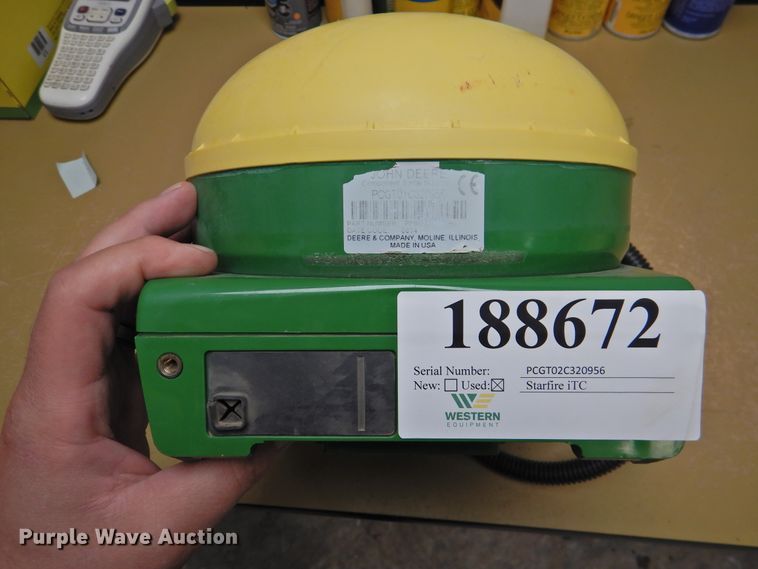 JOHN DEERE
DEERE & COMPANY, MOLINE, ILLINOIS
MADE IN USA
188672
Serial Number: PCGT02C320956
New: Used: Starfire iTC
WESTERN
EQUIPMENT
Purple Wave Auction®